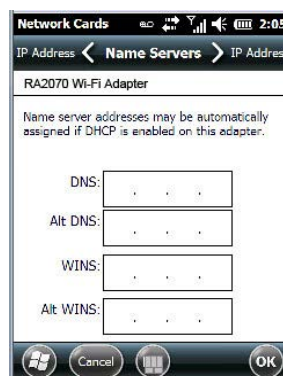 Network Cards 2:05
IP Address Name Servers IP Address
RA2070 Wi-Fi Adapter
Name server addresses may be automatically
assigned if DHCP is enabled on this adapter.
DNS: . . .
Alt DNS: . . .
WINS: . . .
Alt WINS: . . .
Cancel OK